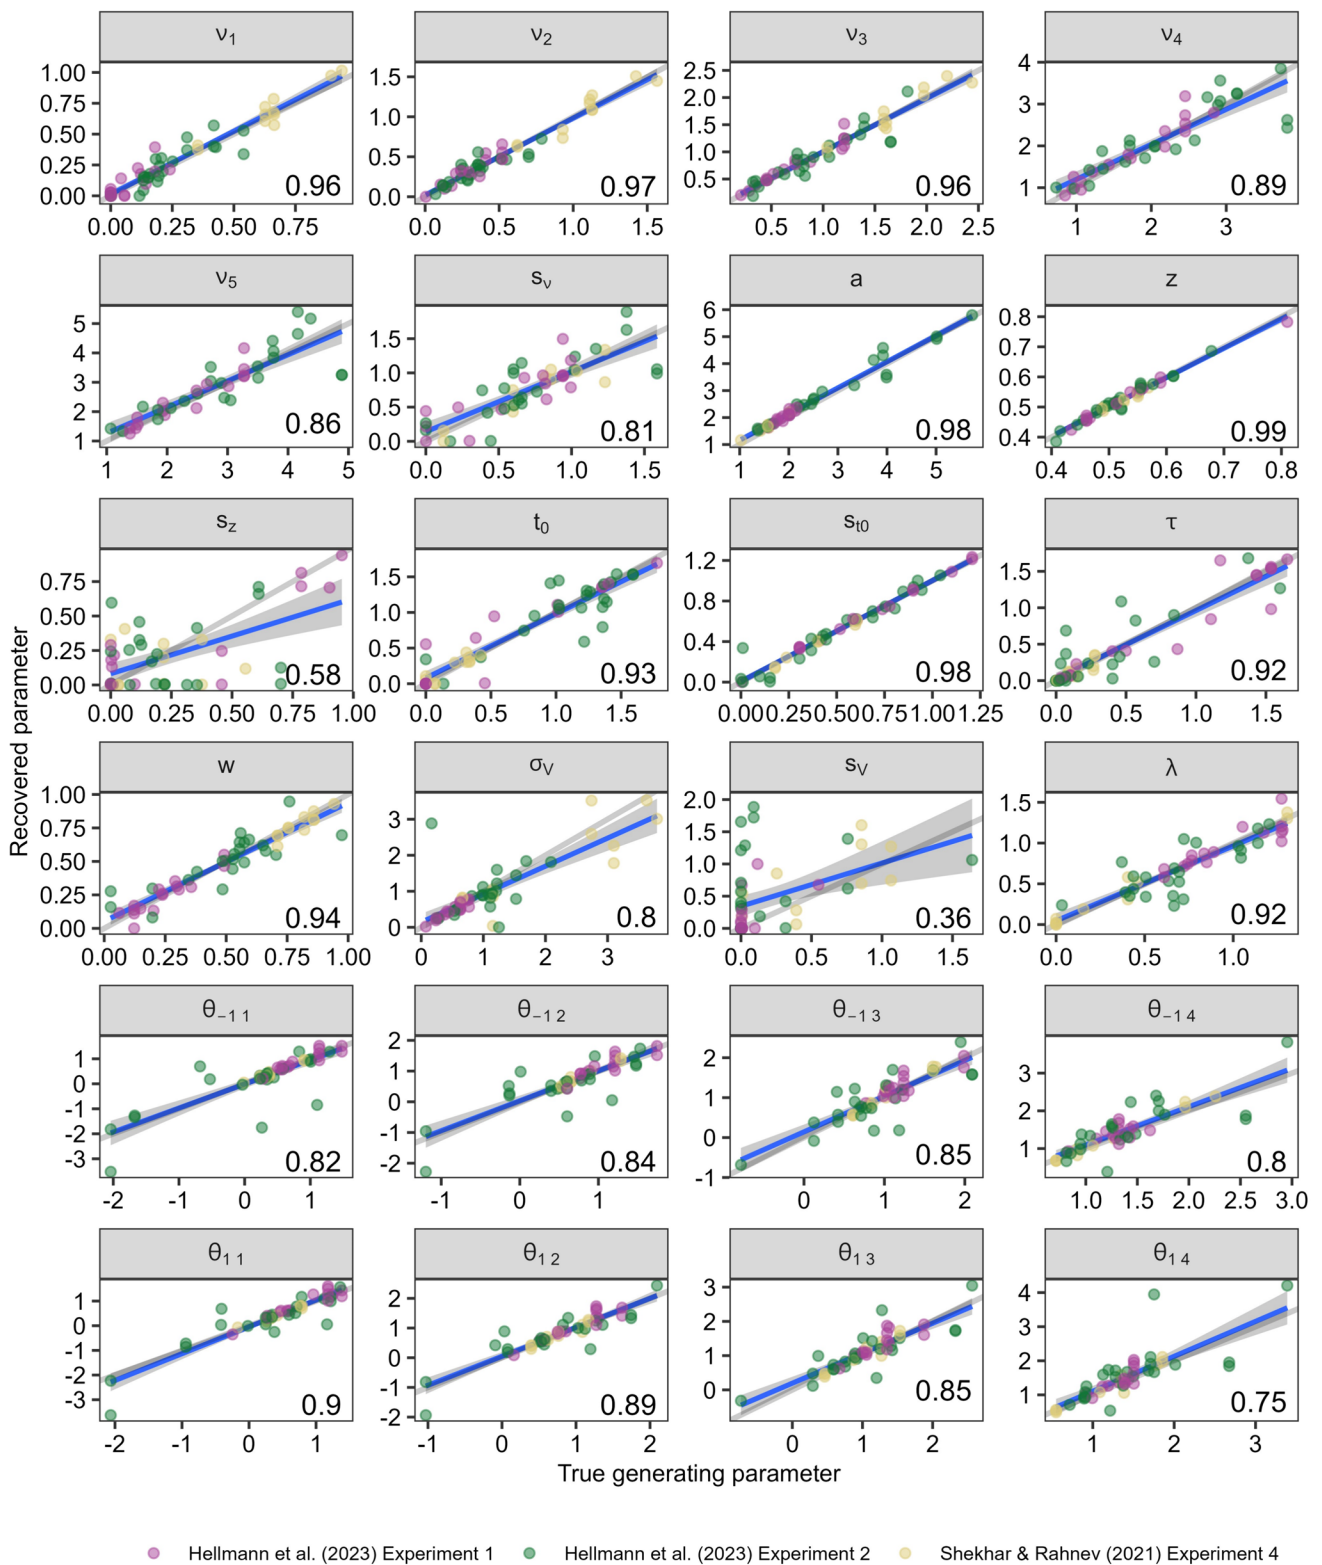 ν1 ν2 ν3 ν4
1.00 0.75 0.50 0.25 0.00
0.96
0.00 0.25 0.50 0.75
1.5 1.0 0.5 0.0
0.97
0.0 0.5 1.0 1.5
2.5 2.0 1.5 1.0 0.5
0.96
0.5 1.0 1.5 2.0 2.5
4 3 2 1
0.89
1 2 3
ν5 sν a z
5 4 3 2 1
0.86
1 2 3 4 5
1.5 1.0 0.5 0.0
0.81
0.0 0.5 1.0 1.5
6 5 4 3 2 1
0.98
1 2 3 4 5
0.8 0.7 0.6 0.5 0.4
0.99
0.4 0.5 0.6 0.7 0.8
sz t0 st0 τ
0.75 0.50 0.25 0.00
0.58
0.00 0.25 0.50 0.75 1.00
1.5 1.0 0.5 0.0
0.93
0.0 0.5 1.0 1.5
1.2 0.8 0.4 0.0
0.98
0.00 0.25 0.50 0.75 1.00 1.25
1.5 1.0 0.5 0.0
0.92
0.0 0.5 1.0 1.5
Recovered parameter
w σV sV λ
1.00 0.75 0.50 0.25 0.00
0.94
0.00 0.25 0.50 0.75 1.00
3 2 1 0
0.8
0 1 2 3
2.0 1.5 1.0 0.5 0.0
0.36
0.0 0.5 1.0 1.5
1.5 1.0 0.5 0.0
0.92
0.0 0.5 1.0
θ−1 1 θ−1 2 θ−1 3 θ−1 4
1 0 -1 -2 -3
0.82
-2 -1 0 1
2 1 0 -1 -2
0.84
-1 0 1
2 1 0 -1
0.85
0 1 2
3 2 1
0.8
1.0 1.5 2.0 2.5 3.0
θ1 1 θ1 2 θ1 3 θ1 4
1 0 -1 -2 -3
0.9
-2 -1 0 1
2 1 0 -1 -2
0.89
-1 0 1 2
3 2 1 0
0.85
0 1 2
4 3 2 1
0.75
1 2 3
True generating parameter
Hellmann et al. (2023) Experiment 1 Hellmann et al. (2023) Experiment 2 Shekhar & Rahnev (2021) Experiment 4